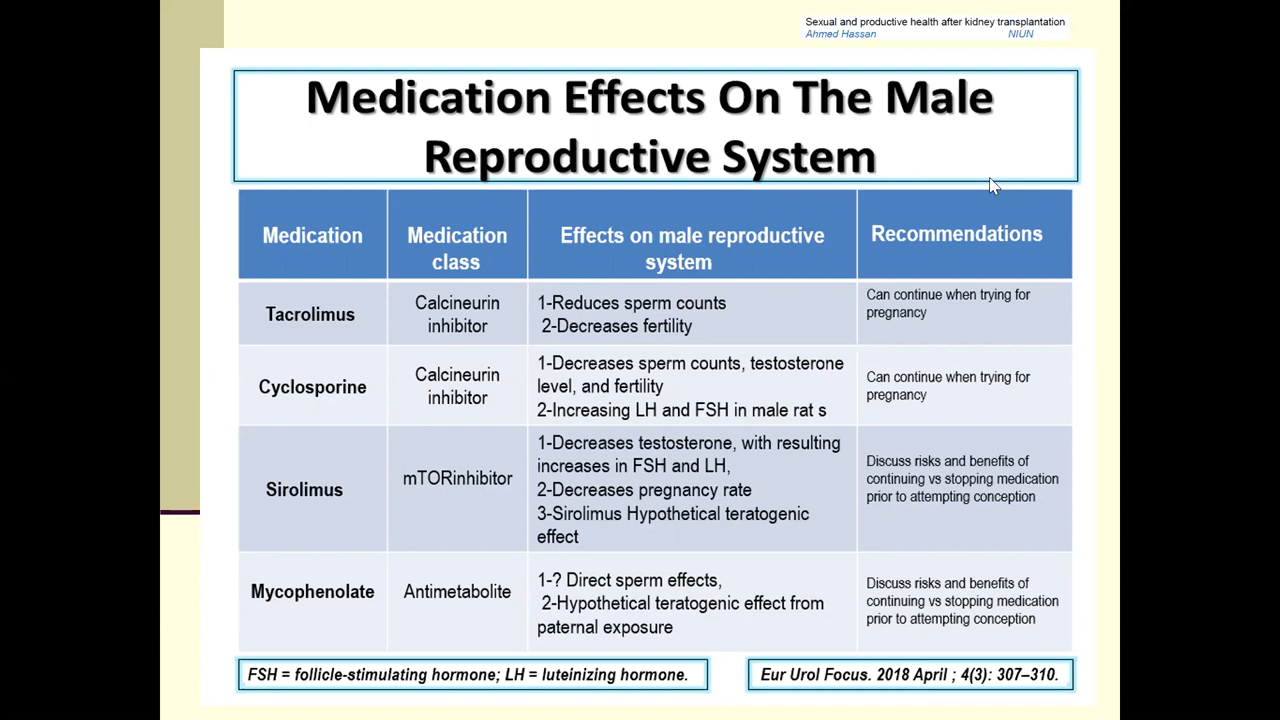 Sexual and productive health after kidney transplantation
Ahmed Hassan NIUN
Medication Effects On The Male
Reproductive System
Medication
Medication
class
Effects on male reproductive
system
Recommendations
Tacrolimus
Calcineurin
inhibitor
1-Reduces sperm counts
2-Decreases fertility
Can continue when trying for
pregnancy
Cyclosporine
Calcineurin
inhibitor
1-Decreases sperm counts, testosterone
level, and fertility
2-Increasing LH and FSH in male rat s
Can continue when trying for
pregnancy
Sirolimus
mTORinhibitor
1-Decreases testosterone, with resulting
increases in FSH and LH,
2-Decreases pregnancy rate
3-Sirolimus Hypothetical teratogenic
effect
Discuss risks and benefits of
continuing vs stopping medication
prior to attempting conception
Mycophenolate
Antimetabolite
1-? Direct sperm effects,
2-Hypothetical teratogenic effect from
paternal exposure
Discuss risks and benefits of
continuing vs stopping medication
prior to attempting conception
FSH = follicle-stimulating hormone; LH = luteinizing hormone.
Eur Urol Focus. 2018 April ; 4(3): 307–310.